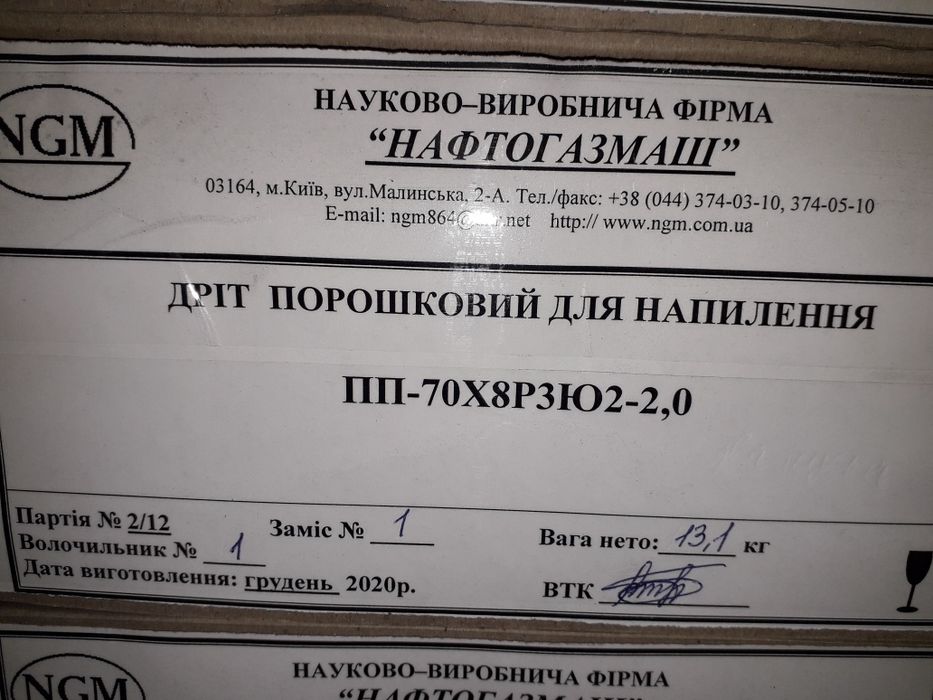 NGM
НАУКОВО–ВИРОБНИЧА ФІРМА
“НАФТОГАЗМАШ”
03164, м.Київ, вул.Малинська, 2-А. Тел./факс: +38 (044) 374-03-10, 374-05-10
E-mail: http:// www.ngm.com.ua
ДРІТ ПОРОШКОВИЙ ДЛЯ НАПИЛЕННЯ
ПП-70Х8Р3Ю2-2,0
Партія № 2/12 Заміс № 1 Вага нето: 13,1 кг
Волочильник № 1
Дата виготовлення: грудень 2020р. ВТК
NGM
НАУКОВО–ВИРОБНИЧА ФІРМА
“НАФТОГАЗМАШ”